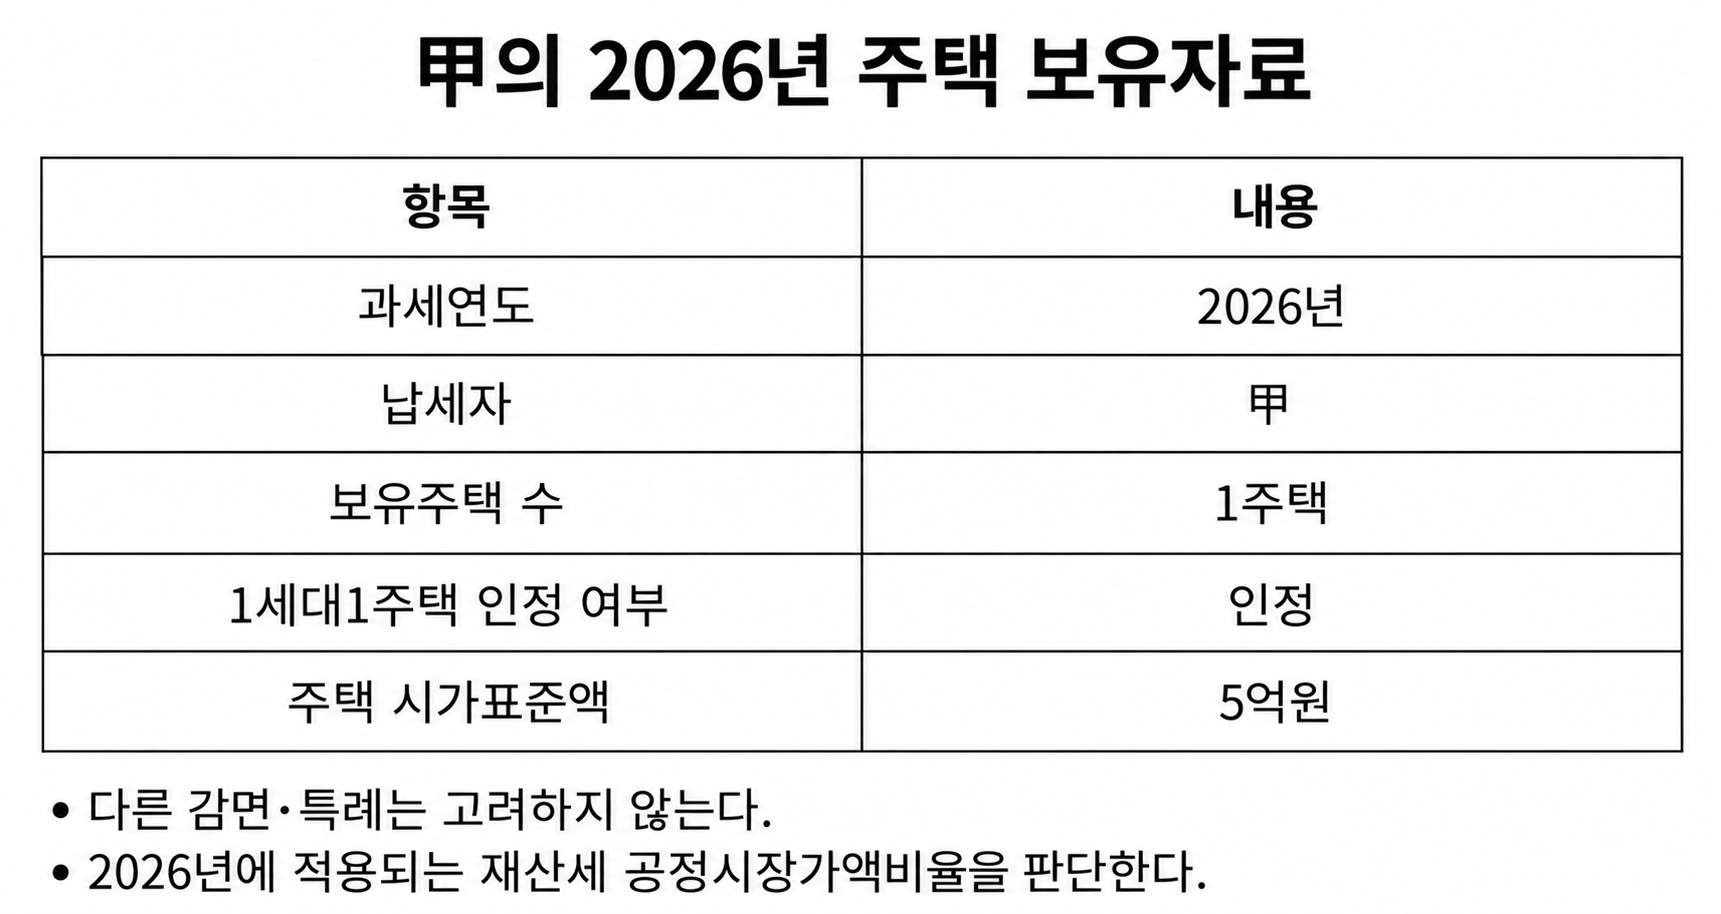 甲의 2026년 주택 보유자료
항목 내용
과세연도 2026년
납세자 甲
보유주택 수 1주택
1세대1주택 인정 여부 인정
주택 시가표준액 5억원
• 다른 감면·특례는 고려하지 않는다.
• 2026년에 적용되는 재산세 공정시장가액비율을 판단한다.